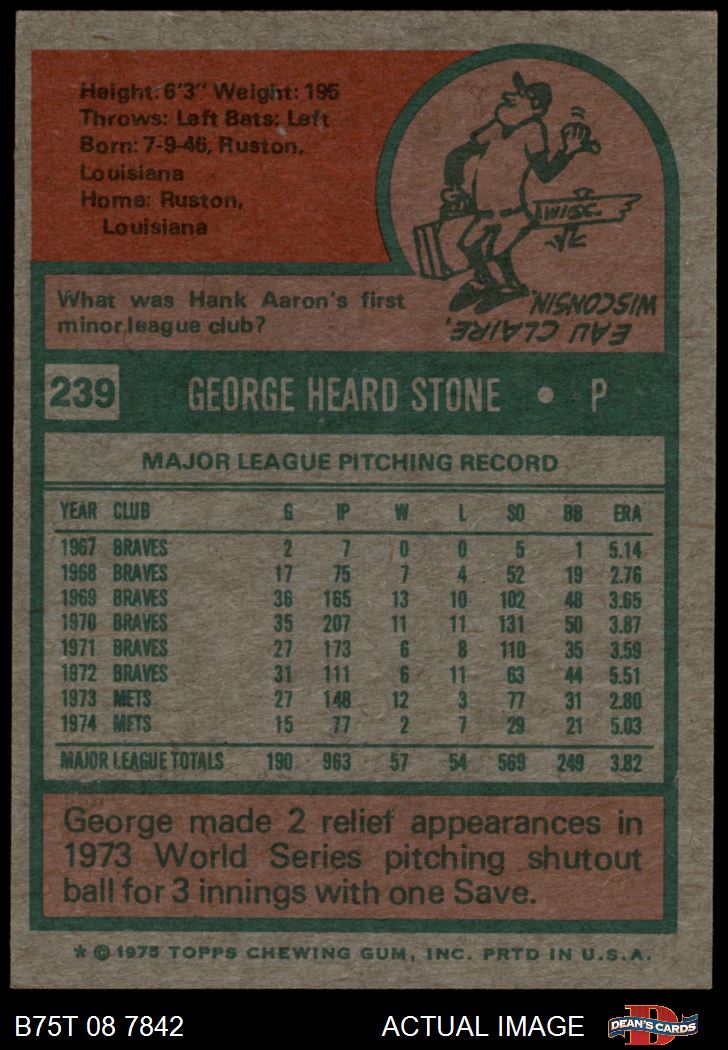 Height: 6'3" Weight: 195
Throws: Left Bats: Left
Born: 7-9-46, Ruston,
Louisiana
Home: Ruston,
Louisiana
WISC.
EAU CLAIRE,
WISCONSIN.
What was Hank Aaron's first
minor league club?
239 GEORGE HEARD STONE • P
MAJOR LEAGUE PITCHING RECORD
YEAR CLUB G IP W L SO BB ERA
1967 BRAVES 2 7 0 0 5 1 5.14
1968 BRAVES 17 75 7 4 52 19 2.76
1969 BRAVES 36 165 13 10 102 48 3.65
1970 BRAVES 35 207 11 11 131 50 3.87
1971 BRAVES 27 173 6 8 110 35 3.59
1972 BRAVES 31 111 6 11 63 44 5.51
1973 METS 27 148 12 3 77 31 2.80
1974 METS 15 77 2 7 29 21 5.03
MAJOR LEAGUE TOTALS 190 963 57 54 569 249 3.82
George made 2 relief appearances in
1973 World Series pitching shutout
ball for 3 innings with one Save.
* © 1975 TOPPS CHEWING GUM, INC. PRTD IN U.S.A.
B75T 08 7842 ACTUAL IMAGE D DEAN'S CARDS